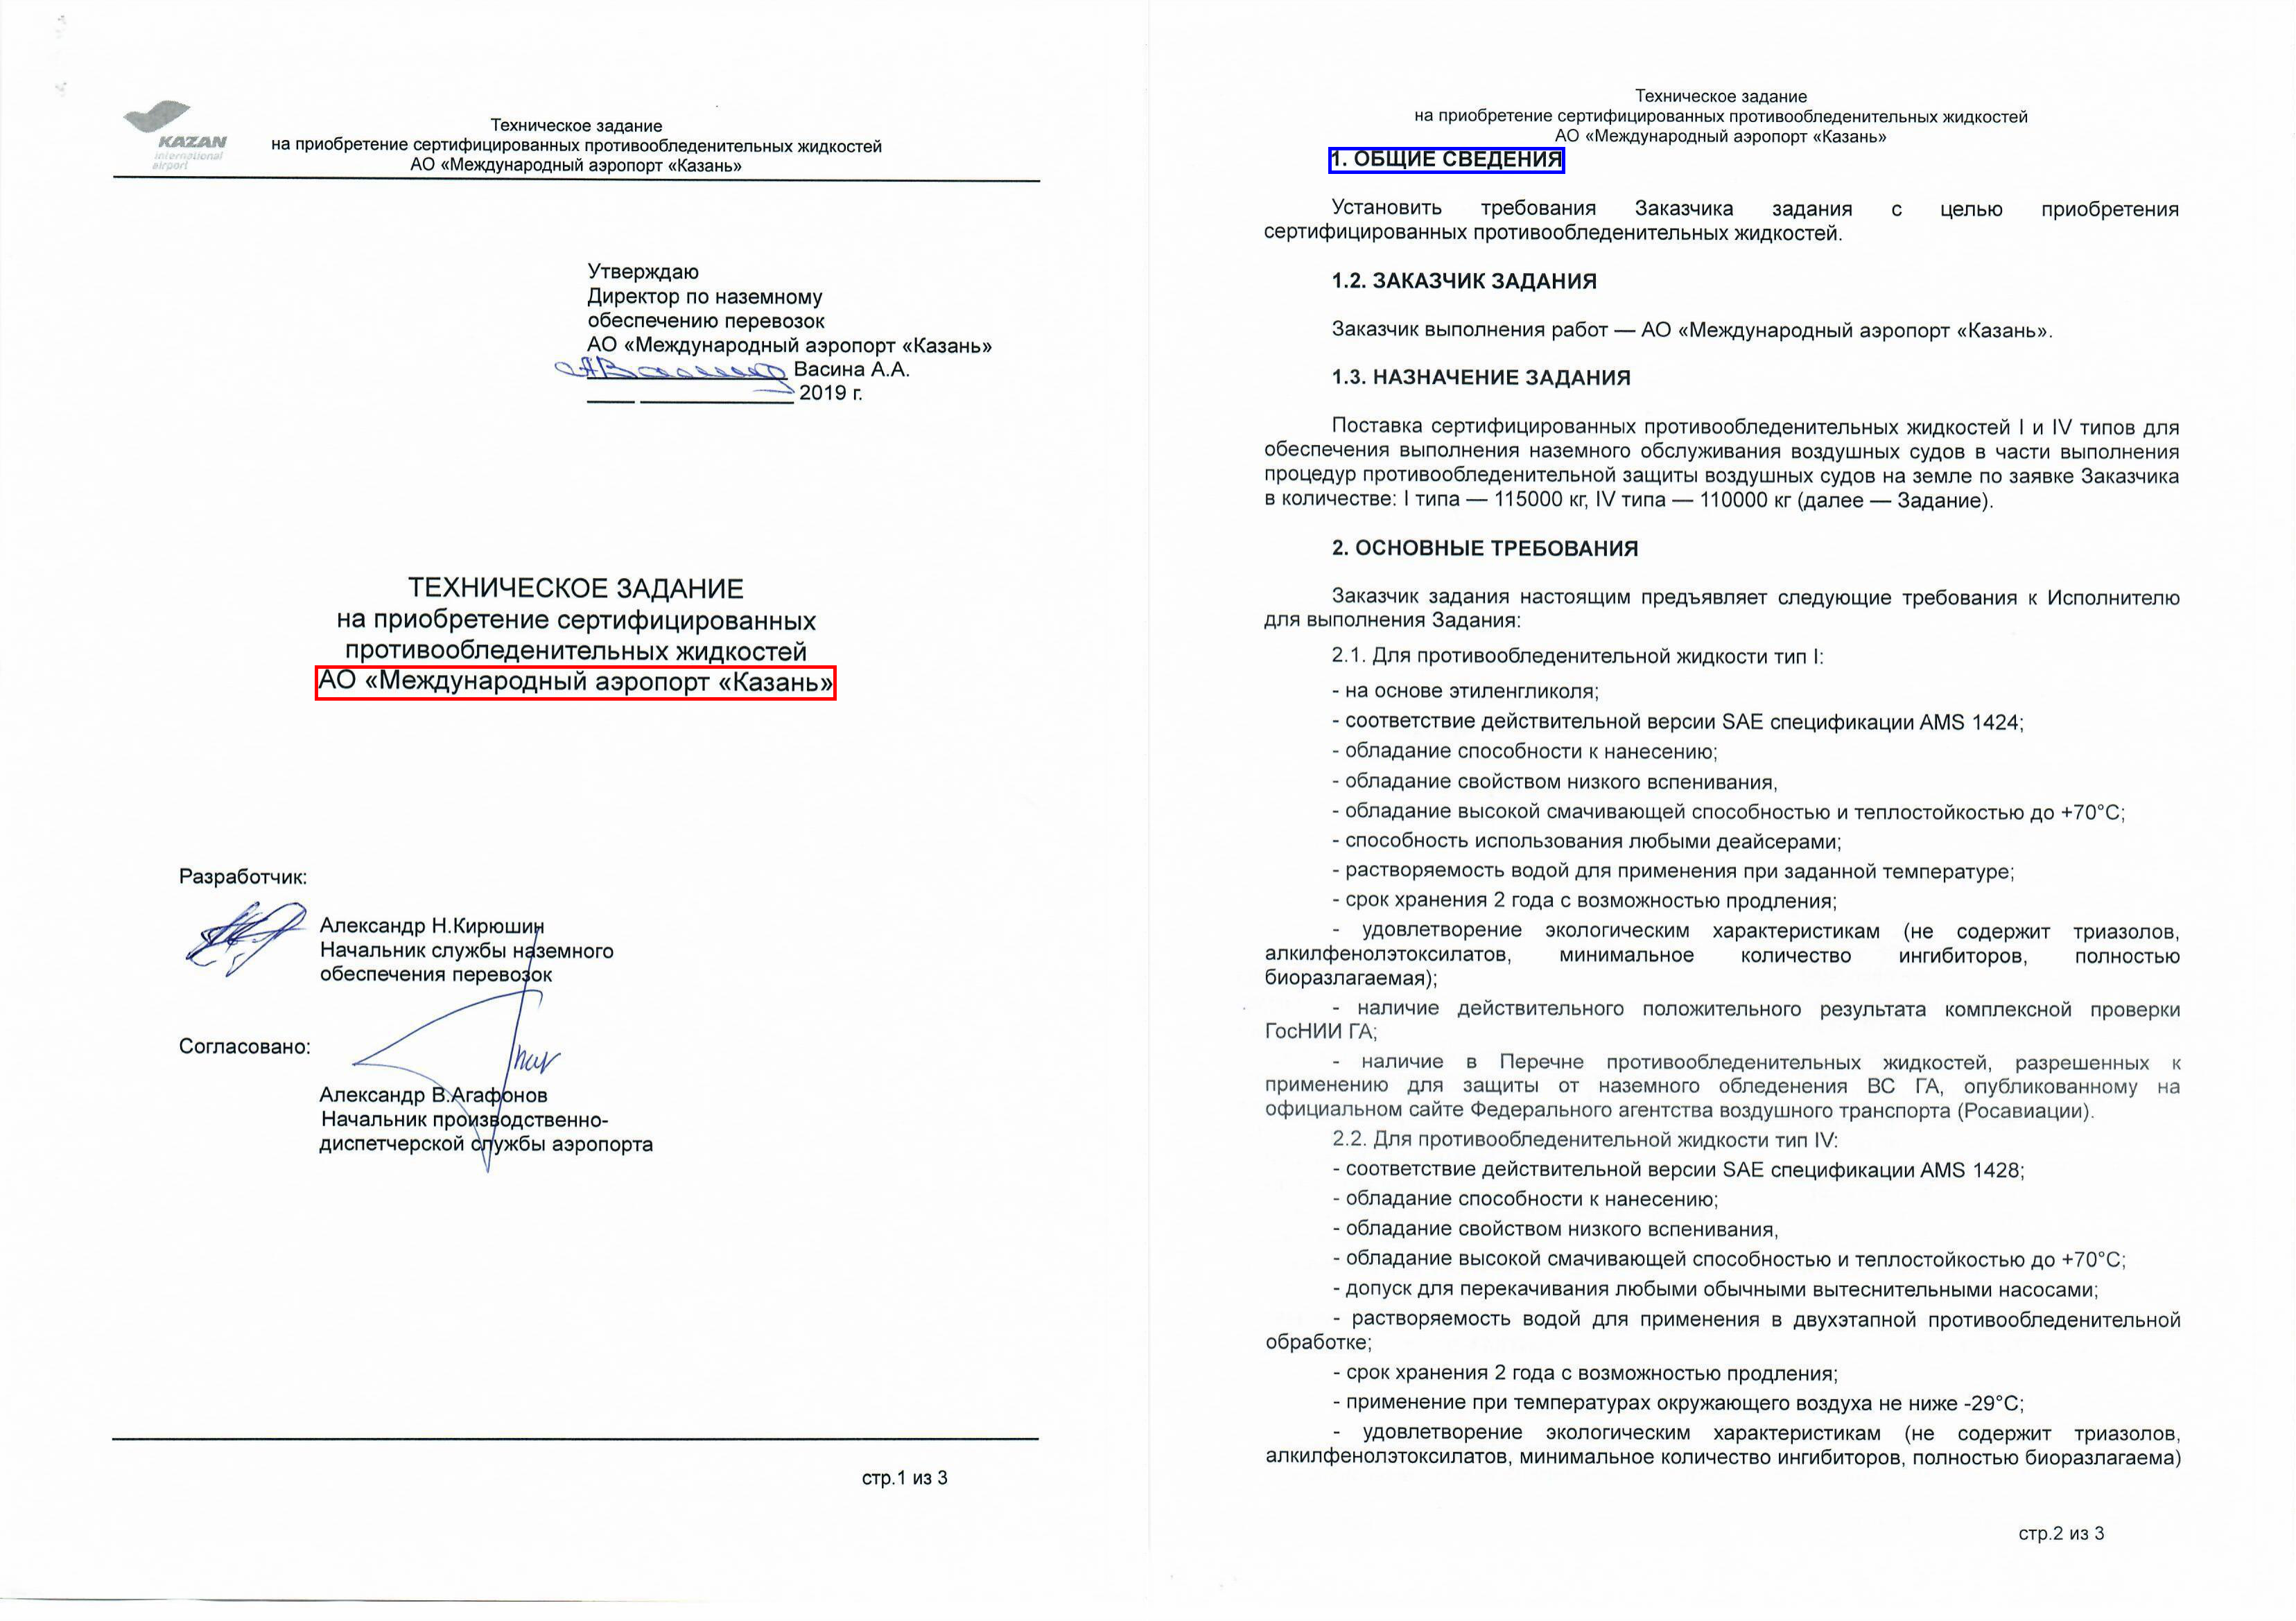 KAZAN
international
airport
Техническое задание
на приобретение сертифицированных противообледенительных жидкостей
АО «Международный аэропорт «Казань»
Утверждаю
Директор по наземному
обеспечению перевозок
АО «Международный аэропорт «Казань»
Васина А.А.
2019 г.
ТЕХНИЧЕСКОЕ ЗАДАНИЕ
на приобретение сертифицированных
противообледенительных жидкостей
АО «Международный аэропорт «Казань»
Разработчик:
Александр Н.Кирюшин
Начальник службы наземного
обеспечения перевозок
Согласовано:
Александр В.Агафонов
Начальник производственно-
диспетчерской службы аэропорта
стр.1 из 3
Техническое задание
на приобретение сертифицированных противообледенительных жидкостей
АО «Международный аэропорт «Казань»
1. ОБЩИЕ СВЕДЕНИЯ
Установить требования Заказчика задания с целью приобретения
сертифицированных противообледенительных жидкостей.
1.2. ЗАКАЗЧИК ЗАДАНИЯ
Заказчик выполнения работ — АО «Международный аэропорт «Казань».
1.3. НАЗНАЧЕНИЕ ЗАДАНИЯ
Поставка сертифицированных противообледенительных жидкостей I и IV типов для
обеспечения выполнения наземного обслуживания воздушных судов в части выполнения
процедур противообледенительной защиты воздушных судов на земле по заявке Заказчика
в количестве: I типа — 115000 кг, IV типа — 110000 кг (далее — Задание).
2. ОСНОВНЫЕ ТРЕБОВАНИЯ
Заказчик задания настоящим предъявляет следующие требования к Исполнителю
для выполнения Задания:
2.1. Для противообледенительной жидкости тип I:
- на основе этиленгликоля;
- соответствие действительной версии SAE спецификации AMS 1424;
- обладание способности к нанесению;
- обладание свойством низкого вспенивания,
- обладание высокой смачивающей способностью и теплостойкостью до +70°С;
- способность использования любыми деайсерами;
- растворяемость водой для применения при заданной температуре;
- срок хранения 2 года с возможностью продления;
- удовлетворение экологическим характеристикам (не содержит триазолов,
алкилфенолэтоксилатов, минимальное количество ингибиторов, полностью
биоразлагаемая);
- наличие действительного положительного результата комплексной проверки
ГосНИИ ГА;
- наличие в Перечне противообледенительных жидкостей, разрешенных к
применению для защиты от наземного обледенения ВС ГА, опубликованному на
официальном сайте Федерального агентства воздушного транспорта (Росавиации).
2.2. Для противообледенительной жидкости тип IV:
- соответствие действительной версии SAE спецификации AMS 1428;
- обладание способности к нанесению;
- обладание свойством низкого вспенивания,
- обладание высокой смачивающей способностью и теплостойкостью до +70°С;
- допуск для перекачивания любыми обычными вытеснительными насосами;
- растворяемость водой для применения в двухэтапной противообледенительной
обработке;
- срок хранения 2 года с возможностью продления;
- применение при температурах окружающего воздуха не ниже -29°С;
- удовлетворение экологическим характеристикам (не содержит триазолов,
алкилфенолэтоксилатов, минимальное количество ингибиторов, полностью биоразлагаема)
стр.2 из 3